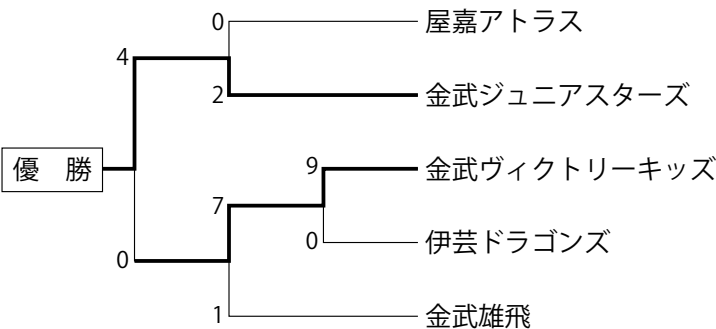 0 屋嘉アトラス
4
2 金武ジュニアスターズ
優 勝
9 金武ヴィクトリーキッズ
7
0 伊芸ドラゴンズ
0
1 金武雄飛